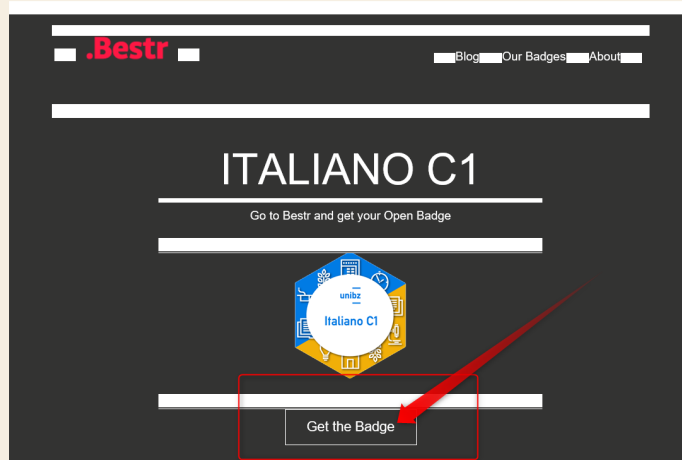 .Bestr
Blog Our Badges About
ITALIANO C1
Go to Bestr and get your Open Badge
unibz
Italiano C1
Get the Badge